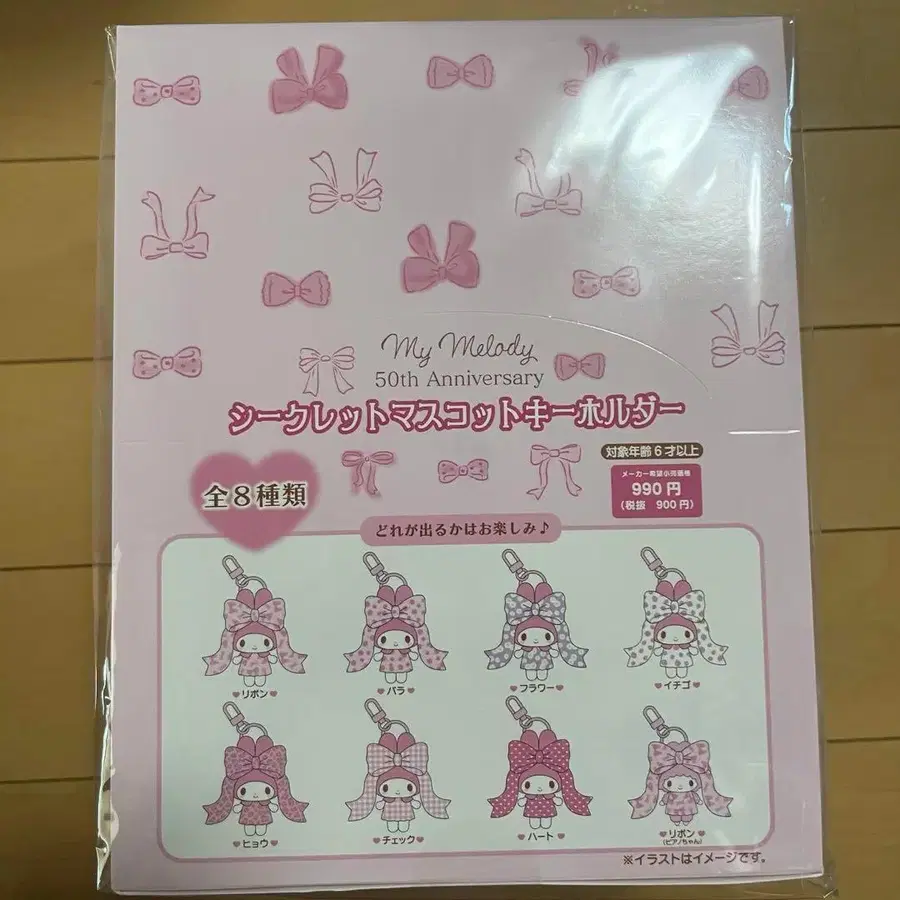 My Melody
50th Anniversary
シークレットマスコットキーホルダー
対象年齢6才以上
メーカー希望小売価格
990円
(税抜 900円)
全8種類
どれが出るかはお楽しみ♪
♥リボン♥
♥バラ♥
♥フラワー♥
♥イチゴ♥
♥ヒョウ♥
♥チェック♥
♥ハート♥
♥リボン♥
(ピアノちゃん)
※イラストはイメージです。